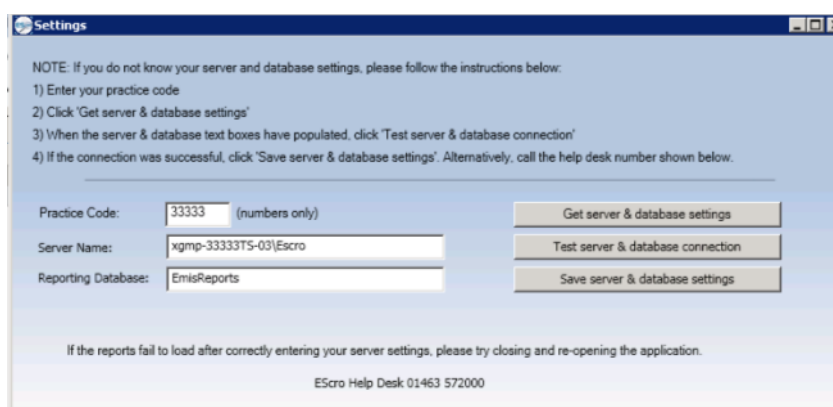 Settings
NOTE: If you do not know your server and database settings, please follow the instructions below:
1) Enter your practice code
2) Click 'Get server & database settings'
3) When the server & database text boxes have populated, click 'Test server & database connection'
4) If the connection was successful, click 'Save server & database settings'. Alternatively, call the help desk number shown below.
Practice Code: 33333 (numbers only) Get server & database settings
Server Name: xgmp-33333TS-03\Escro Test server & database connection
Reporting Database: EmisReports Save server & database settings
If the reports fail to load after correctly entering your server settings, please try closing and re-opening the application.
EScro Help Desk 01463 572000